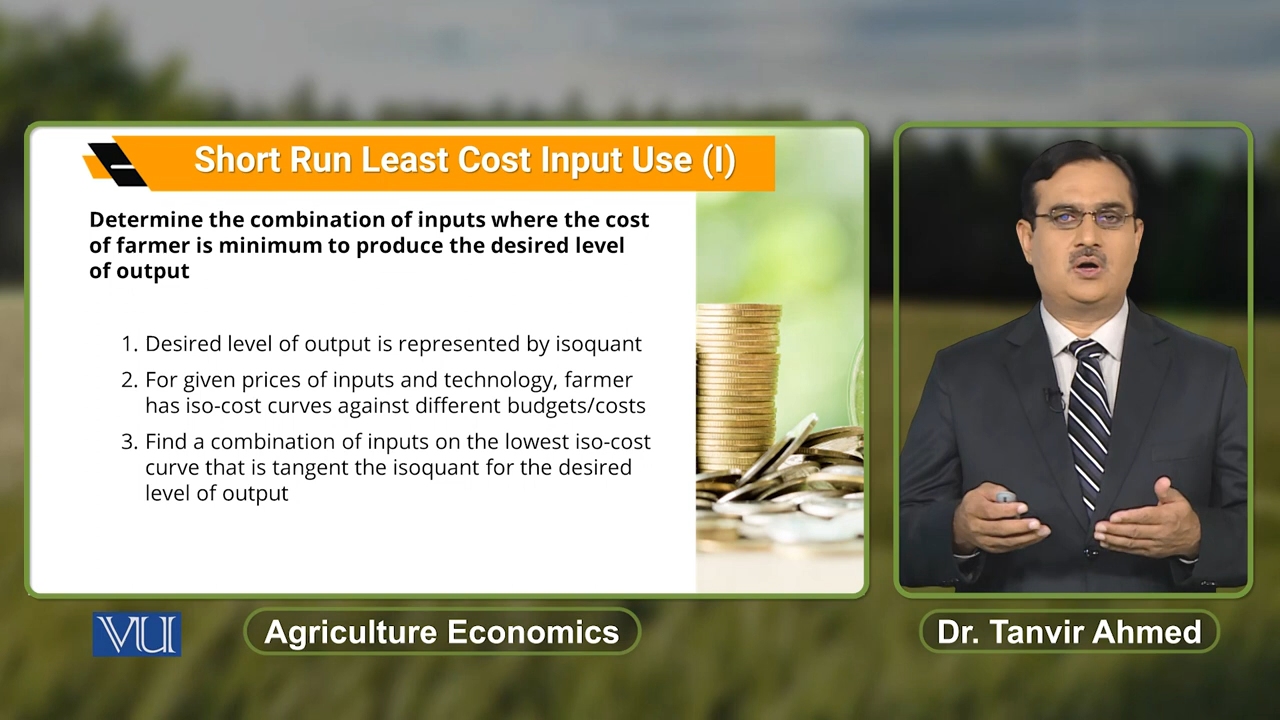 Short Run Least Cost Input Use (I)
Determine the combination of inputs where the cost
of farmer is minimum to produce the desired level
of output
1. Desired level of output is represented by isoquant
2. For given prices of inputs and technology, farmer
has iso-cost curves against different budgets/costs
3. Find a combination of inputs on the lowest iso-cost
curve that is tangent the isoquant for the desired
level of output
VU
Agriculture Economics
Dr. Tanvir Ahmed